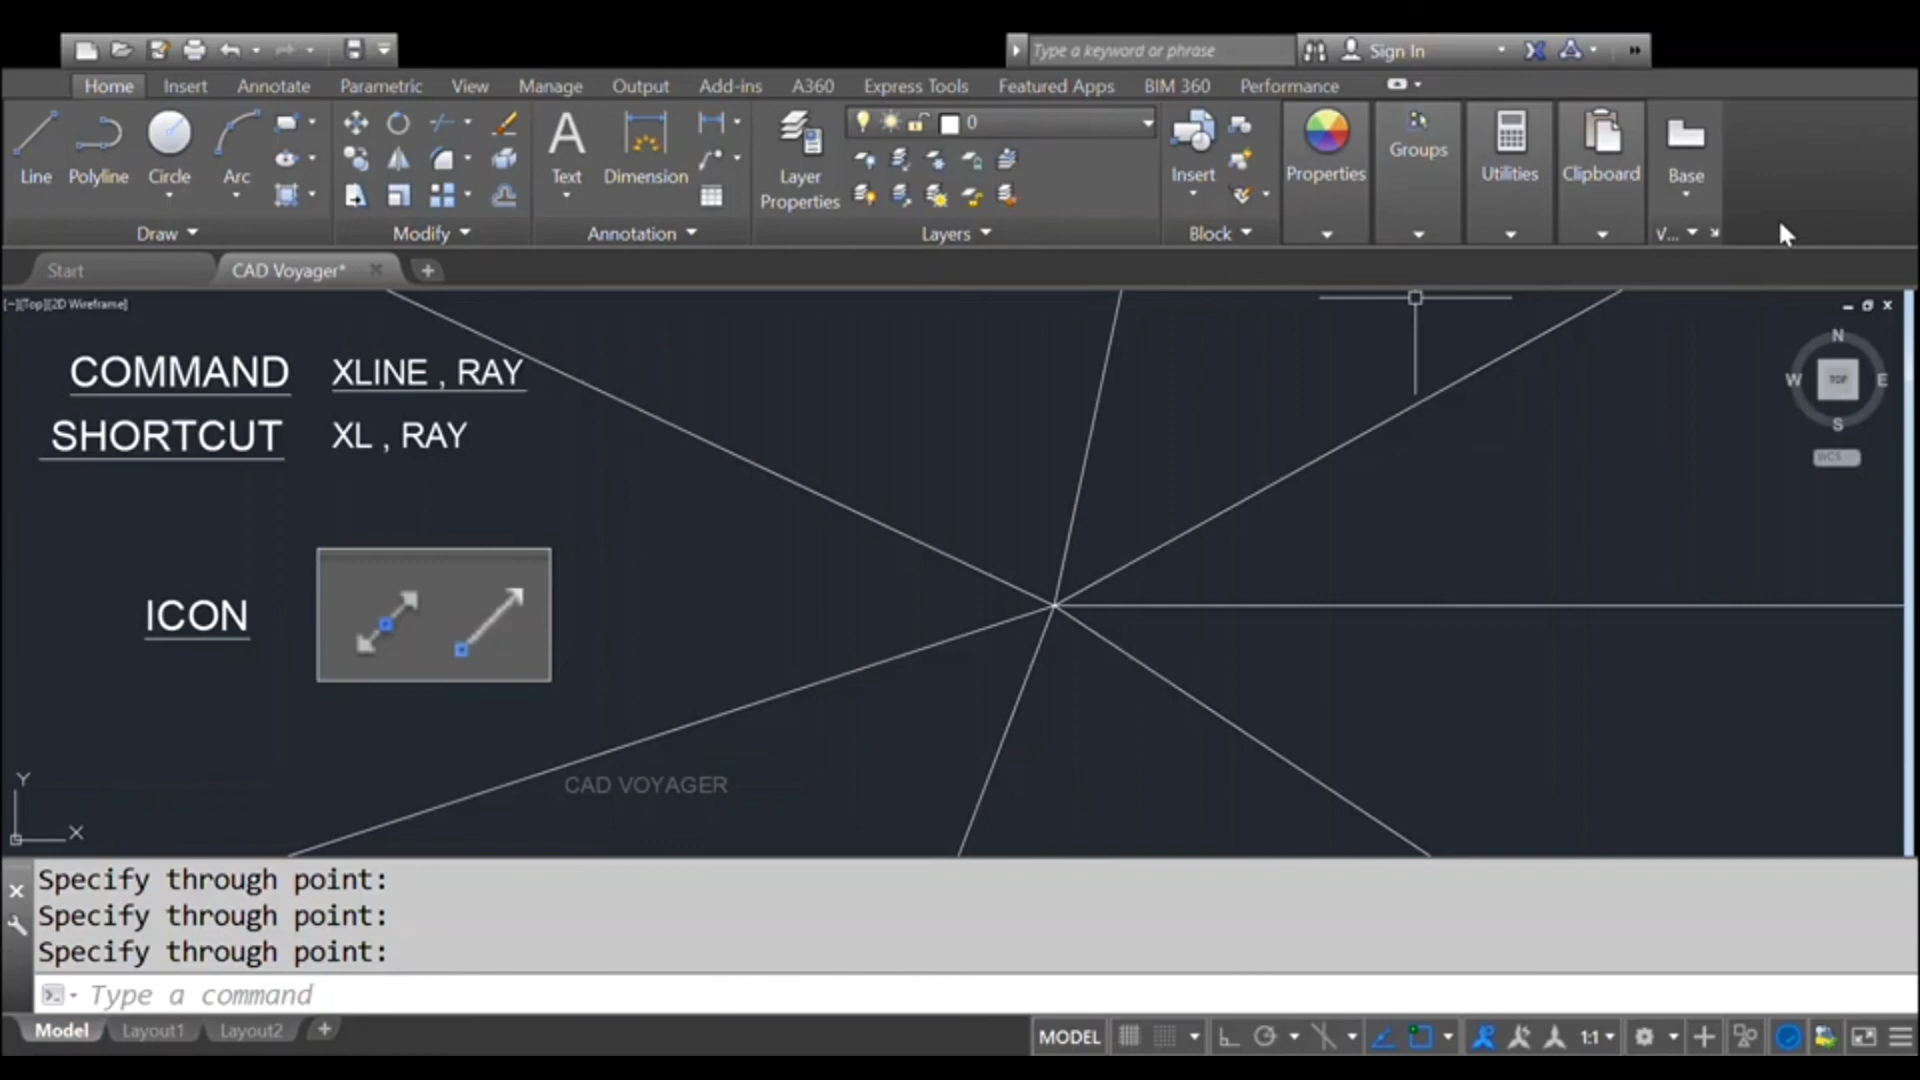 Type a keyword or phrase Sign In
Home Insert Annotate Parametric View Manage Output Add-ins A360 Express Tools Featured Apps BIM 360 Performance
0
Line Polyline Circle Arc Text Dimension Layer Properties Insert Properties Groups Utilities Clipboard Base
Draw Modify Annotation Layers Block V...
Start CAD Voyager*
[−][Top][2D Wireframe]
N
W TOP E
S
WCS
COMMAND XLINE , RAY
SHORTCUT XL , RAY
ICON
CAD VOYAGER
Y
X
Specify through point:
Specify through point:
Specify through point:
Type a command
Model Layout1 Layout2 MODEL 1:1